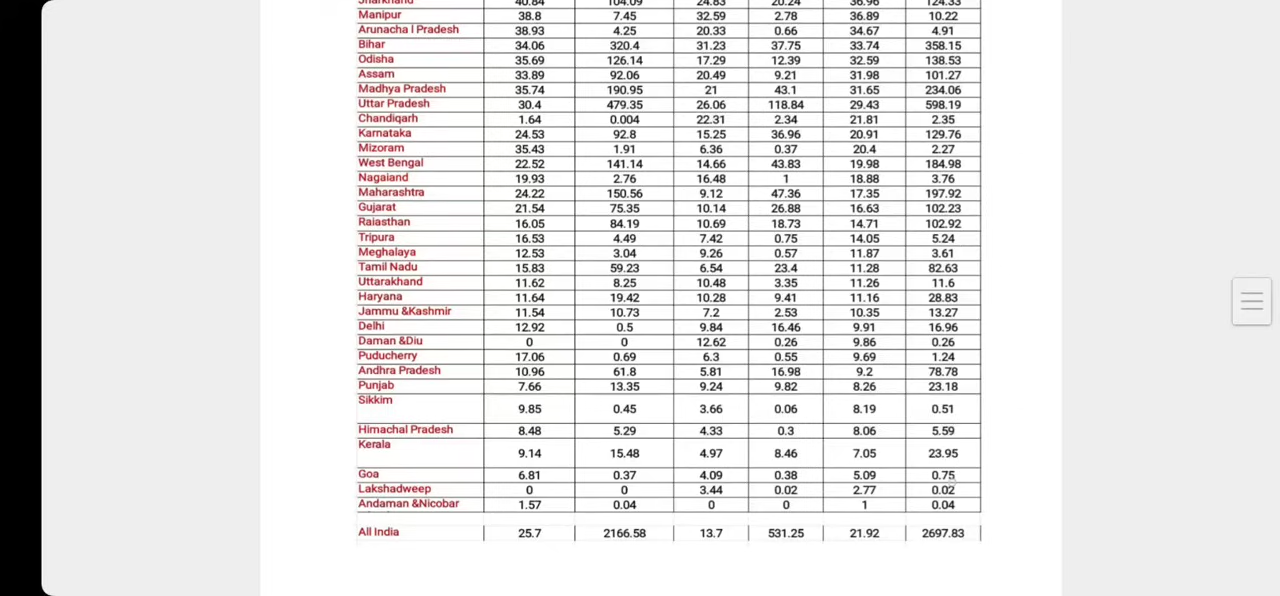 Jharkhand 40.84 104.09 24.83 20.24 36.96 124.33
Manipur 38.8 7.45 32.59 2.78 36.89 10.22
Arunacha l Pradesh 38.93 4.25 20.33 0.66 34.67 4.91
Bihar 34.06 320.4 31.23 37.75 33.74 358.15
Odisha 35.69 126.14 17.29 12.39 32.59 138.53
Assam 33.89 92.06 20.49 9.21 31.98 101.27
Madhya Pradesh 35.74 190.95 21 43.1 31.65 234.06
Uttar Pradesh 30.4 479.35 26.06 118.84 29.43 598.19
Chandiqarh 1.64 0.004 22.31 2.34 21.81 2.35
Karnataka 24.53 92.8 15.25 36.96 20.91 129.76
Mizoram 35.43 1.91 6.36 0.37 20.4 2.27
West Bengal 22.52 141.14 14.66 43.83 19.98 184.98
Nagaiand 19.93 2.76 16.48 1 18.88 3.76
Maharashtra 24.22 150.56 9.12 47.36 17.35 197.92
Gujarat 21.54 75.35 10.14 26.88 16.63 102.23
Raiasthan 16.05 84.19 10.69 18.73 14.71 102.92
Tripura 16.53 4.49 7.42 0.75 14.05 5.24
Meghalaya 12.53 3.04 9.26 0.57 11.87 3.61
Tamil Nadu 15.83 59.23 6.54 23.4 11.28 82.63
Uttarakhand 11.62 8.25 10.48 3.35 11.26 11.6
Haryana 11.64 19.42 10.28 9.41 11.16 28.83
Jammu &Kashmir 11.54 10.73 7.2 2.53 10.35 13.27
Delhi 12.92 0.5 9.84 16.46 9.91 16.96
Daman &Diu 0 0 12.62 0.26 9.86 0.26
Puducherry 17.06 0.69 6.3 0.55 9.69 1.24
Andhra Pradesh 10.96 61.8 5.81 16.98 9.2 78.78
Punjab 7.66 13.35 9.24 9.82 8.26 23.18
Sikkim 9.85 0.45 3.66 0.06 8.19 0.51
Himachal Pradesh 8.48 5.29 4.33 0.3 8.06 5.59
Kerala 9.14 15.48 4.97 8.46 7.05 23.95
Goa 6.81 0.37 4.09 0.38 5.09 0.75
Lakshadweep 0 0 3.44 0.02 2.77 0.02
Andaman &Nicobar 1.57 0.04 0 0 1 0.04
All India 25.7 2166.58 13.7 531.25 21.92 2697.83